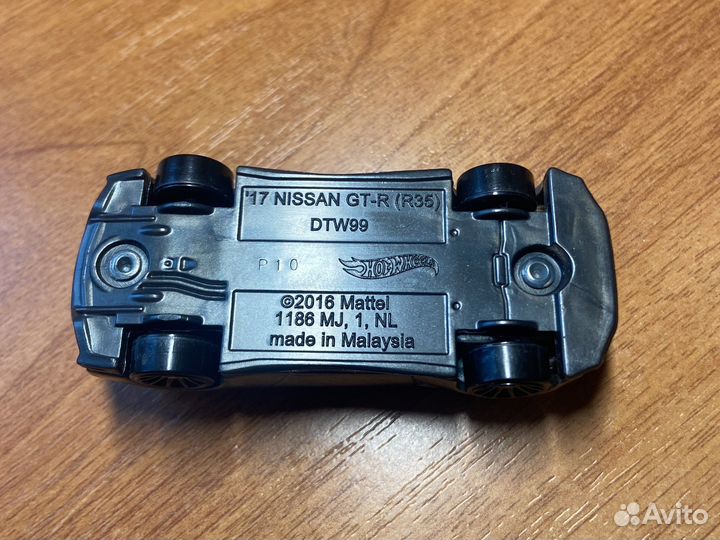 '17 NISSAN GT-R (R35)
DTW99
P10
HOT WHEELS
©2016 Mattel
1186 MJ, 1, NL
made in Malaysia
Avito